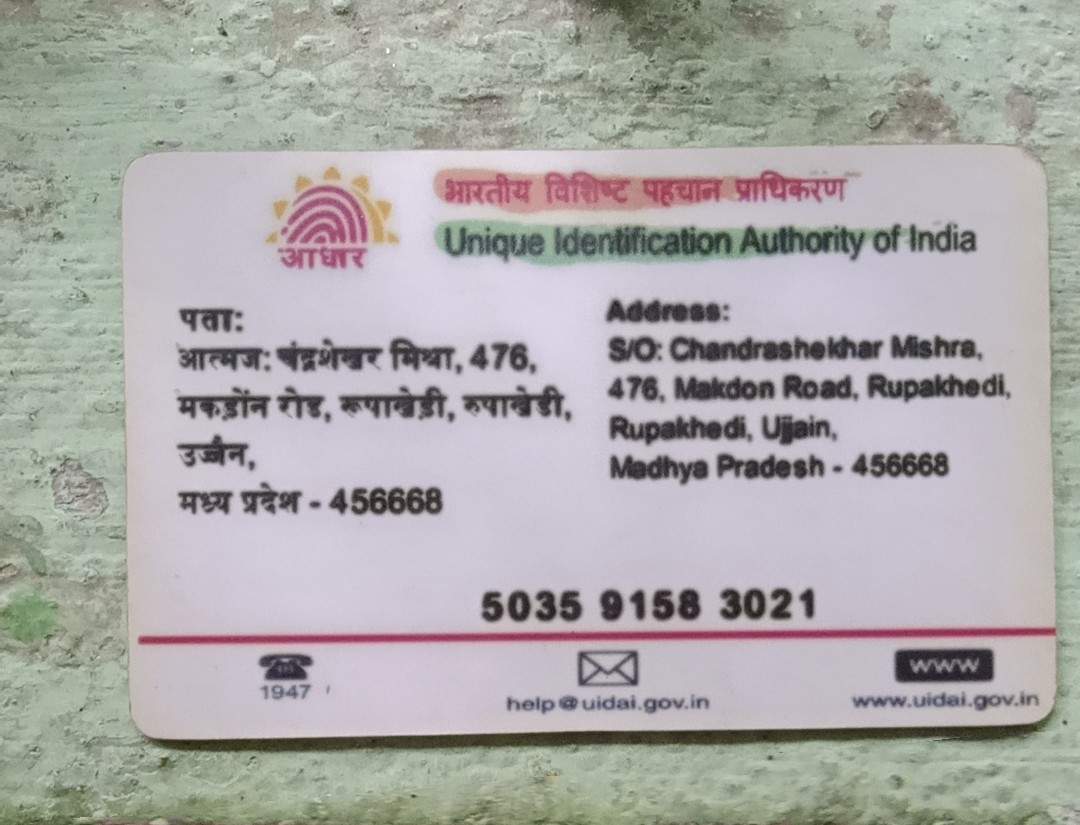 आधार
भारतीय विशिष्ट पहचान प्राधिकरण
Unique Identification Authority of India
पता:
आत्मज: चंद्रशेखर मिश्रा, 476,
मकड़ोंन रोड, रूपाखेड़ी, रुपाखेडी,
उज्जैन,
मध्य प्रदेश - 456668
Address:
S/O: Chandrashekhar Mishra,
476, Makdon Road, Rupakhedi,
Rupakhedi, Ujjain,
Madhya Pradesh - 456668
5035 9158 3021
1947
help@uidai.gov.in
www
www.uidai.gov.in